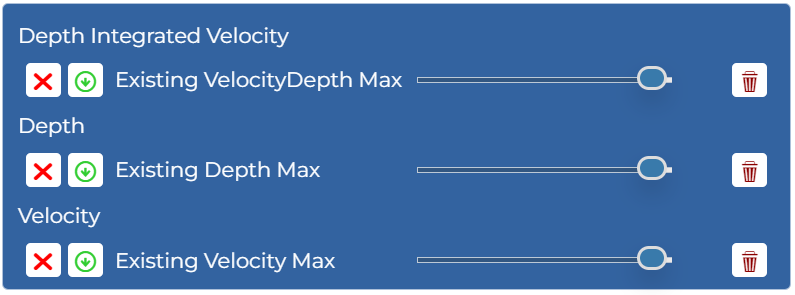 Depth Integrated Velocity
Existing VelocityDepth Max
Depth
Existing Depth Max
Velocity
Existing Velocity Max